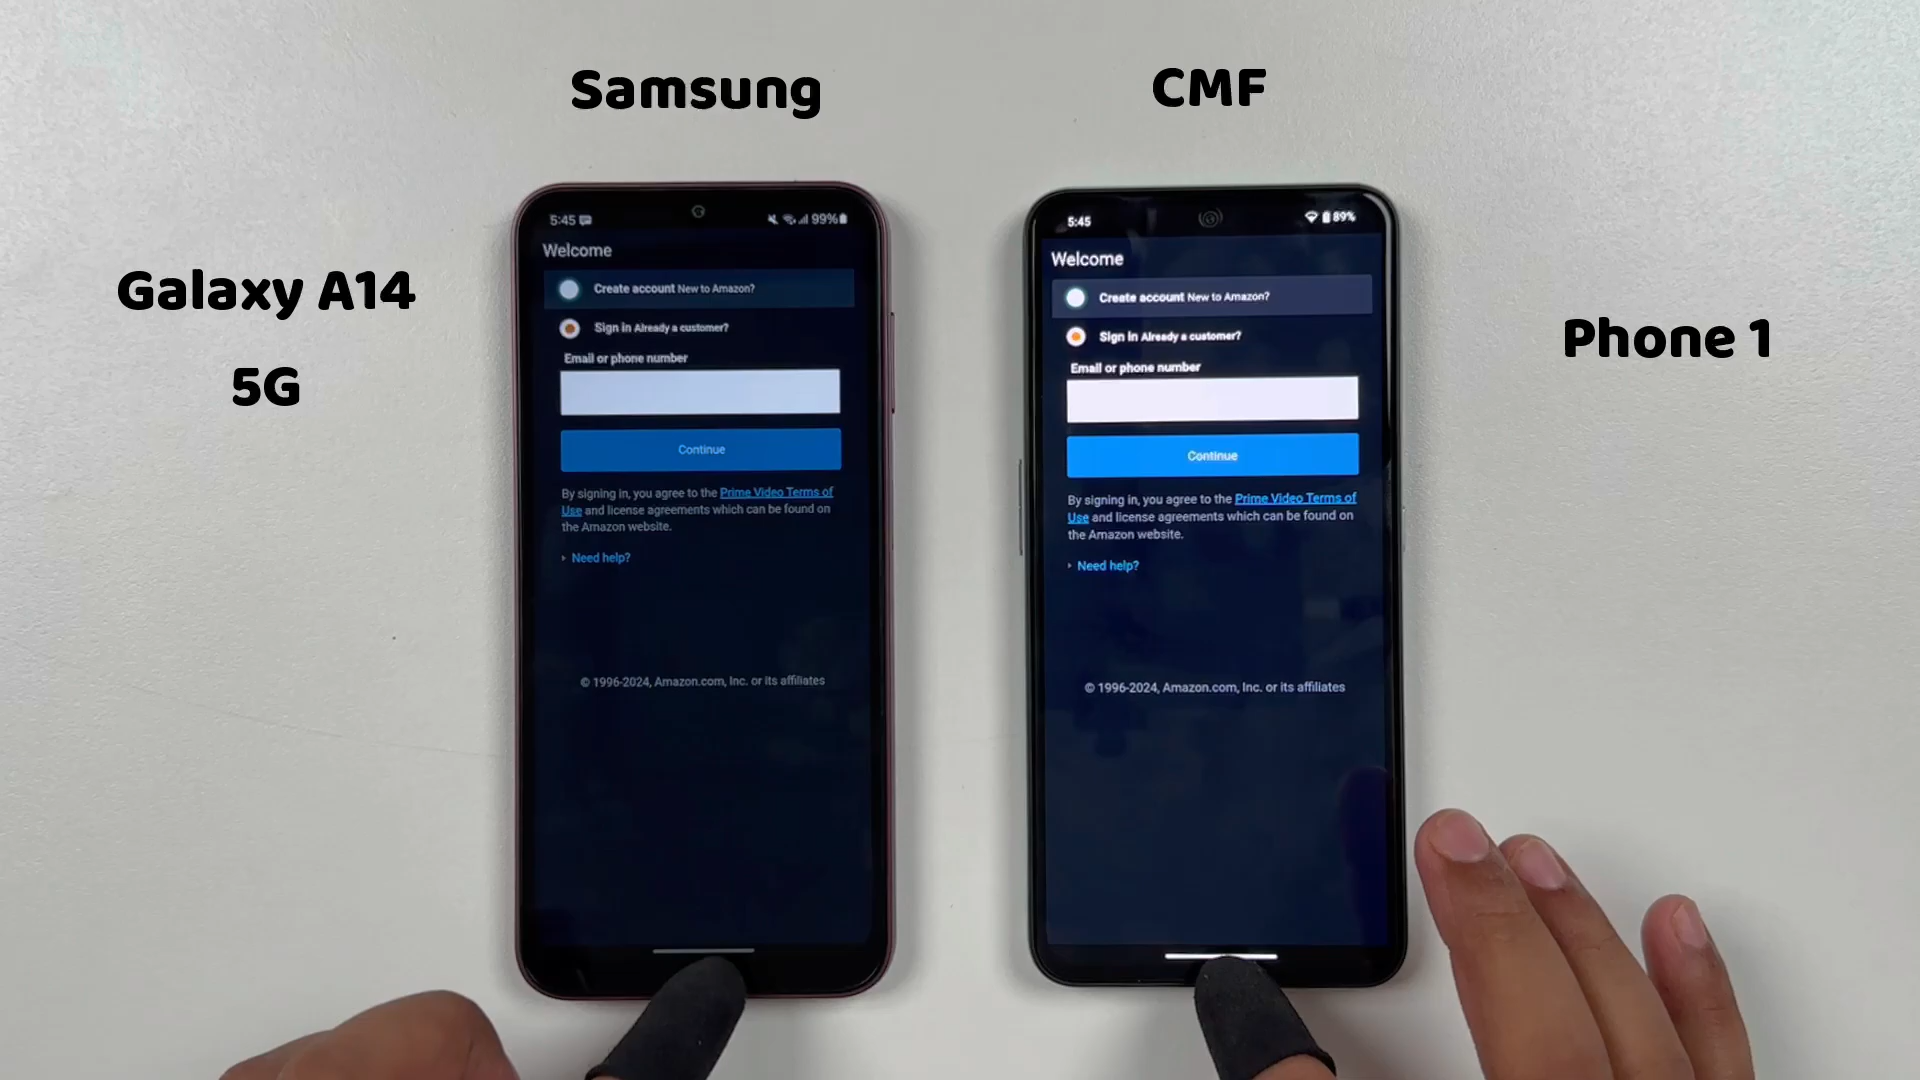 Samsung
CMF
Galaxy A14
5G
Phone 1
5:45
99%
Welcome
Create account New to Amazon?
Sign in Already a customer?
Email or phone number
Continue
By signing in, you agree to the Prime Video Terms of
Use and license agreements which can be found on
the Amazon website.
Need help?
© 1996-2024, Amazon.com, Inc. or its affiliates
5:45
89%
Welcome
Create account New to Amazon?
Sign in Already a customer?
Email or phone number
Continue
By signing in, you agree to the Prime Video Terms of
Use and license agreements which can be found on
the Amazon website.
Need help?
© 1996-2024, Amazon.com, Inc. or its affiliates